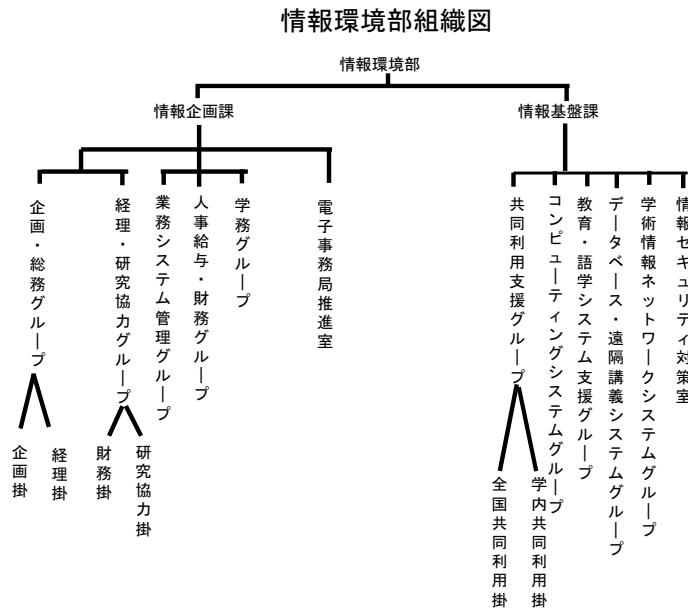 情報環境部組織図
情報環境部
情報企画課
情報基盤課
企画・総務グループ
経理・研究協力グループ
業務システム管理グループ
人事給与・財務グループ
学務グループ
電子事務局推進室
共同利用支援グループ
コンピューティングシステムグループ
教育・語学システム支援グループ
データベース・遠隔講義システムグループ
学術情報ネットワークシステムグループ
情報セキュリティ対策室
企画掛
経理掛
財務掛
研究協力掛
全国共同利用掛
学内共同利用掛